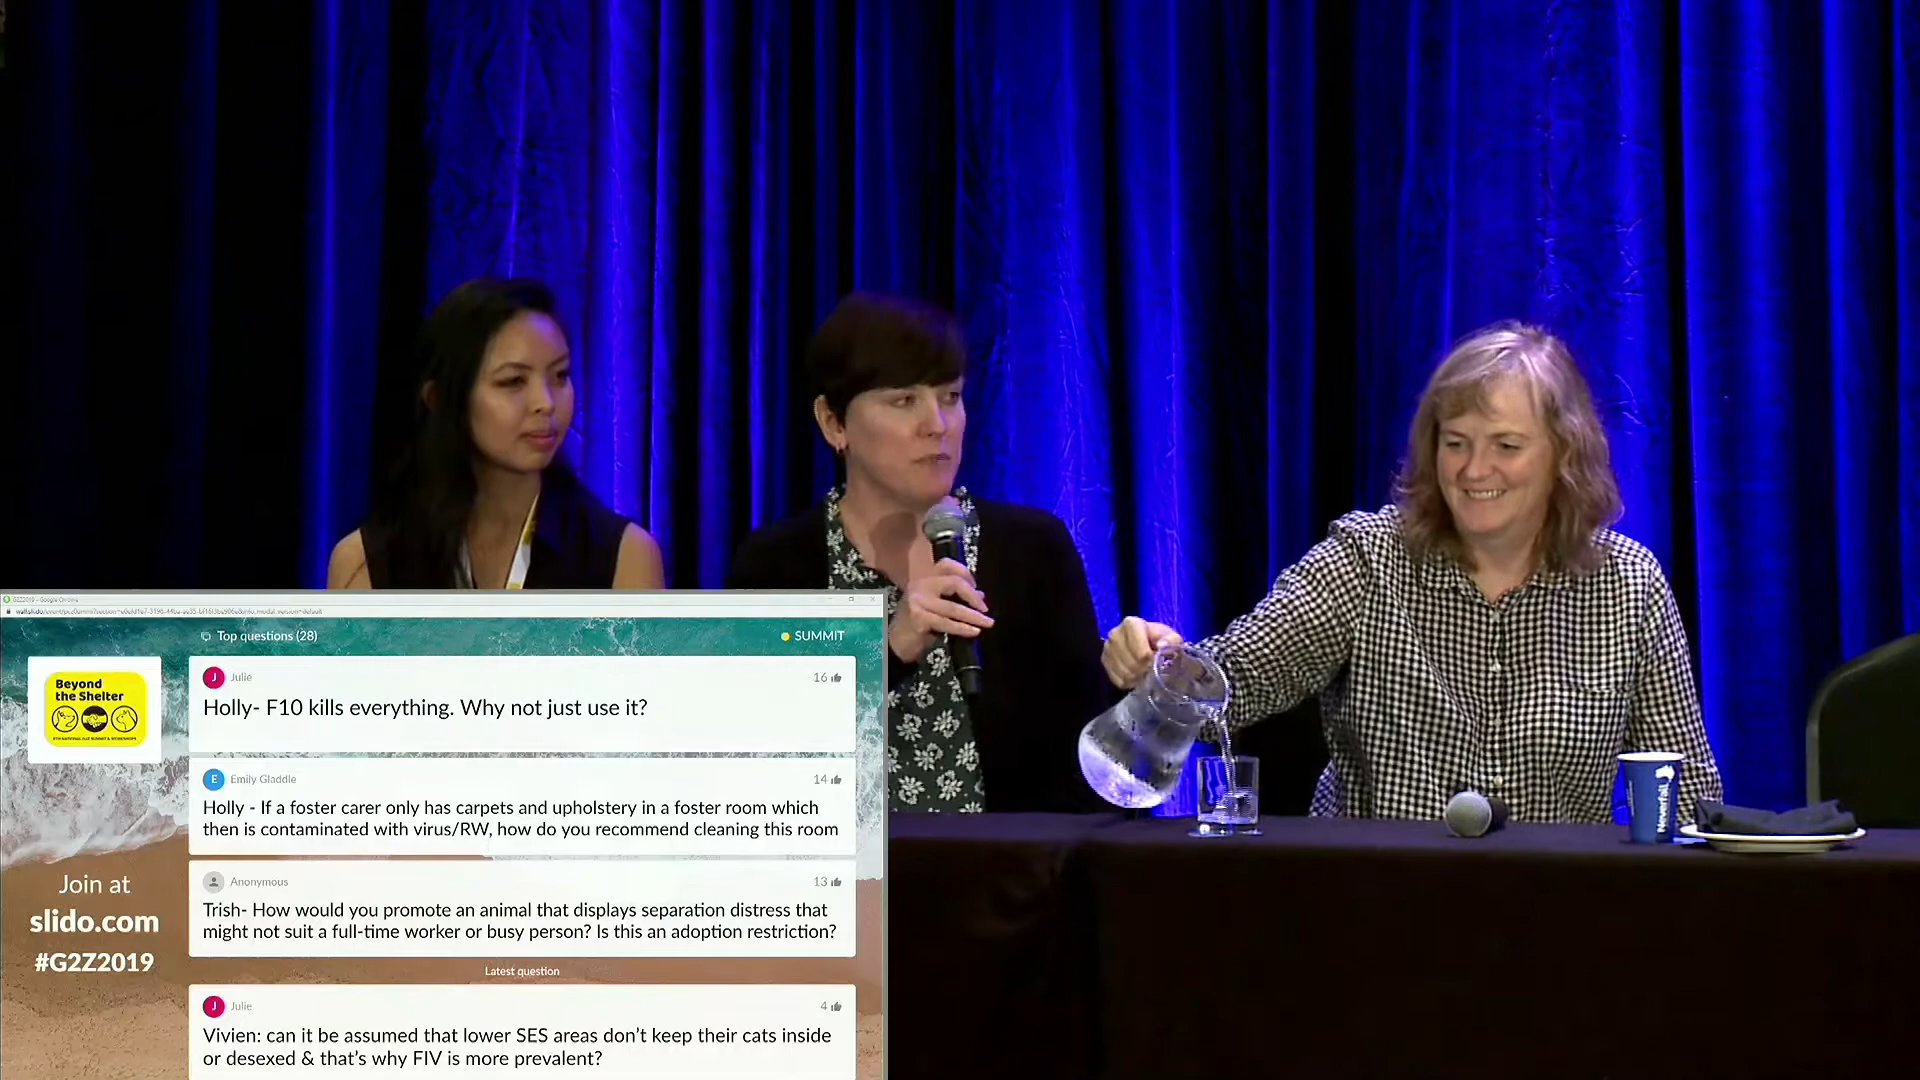 G2Z2019 - Google Chrome
Top questions (28)
SUMMIT
Beyond
the Shelter
J
Julie
16
Holly- F10 kills everything. Why not just use it?
E
Emily Gladdie
14
Holly - If a foster carer only has carpets and upholstery in a foster room which
then is contaminated with virus/RW, how do you recommend cleaning this room
Anonymous
13
Trish- How would you promote an animal that displays separation distress that
might not suit a full-time worker or busy person? Is this an adoption restriction?
Join at
slido.com
#G2Z2019
Latest question
J
Julie
4
Vivien: can it be assumed that lower SES areas don't keep their cats inside
or desexed & that's why FIV is more prevalent?